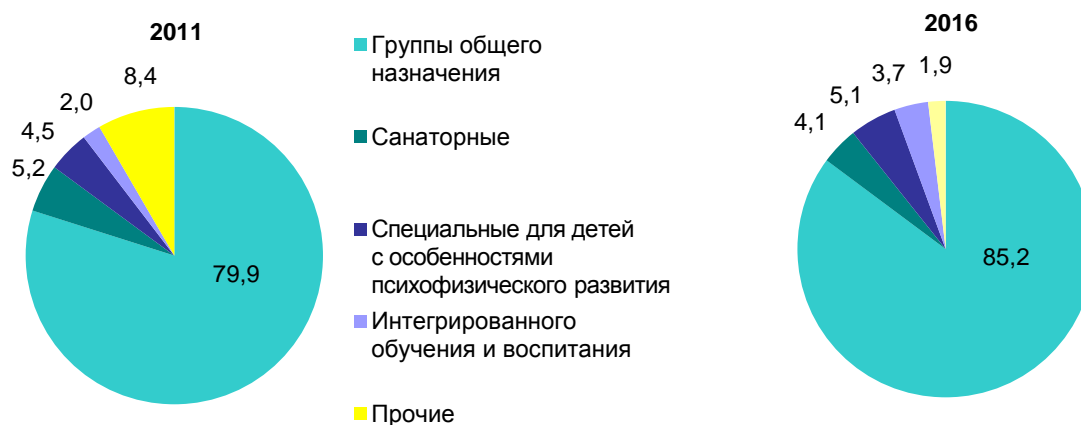 2011
8,4
2,0
4,5
5,2
79,9
Группы общего
назначения
Санаторные
Специальные для детей
с особенностями
психофизического развития
Интегрированного
обучения и воспитания
Прочие
2016
1,9
3,7
5,1
4,1
85,2